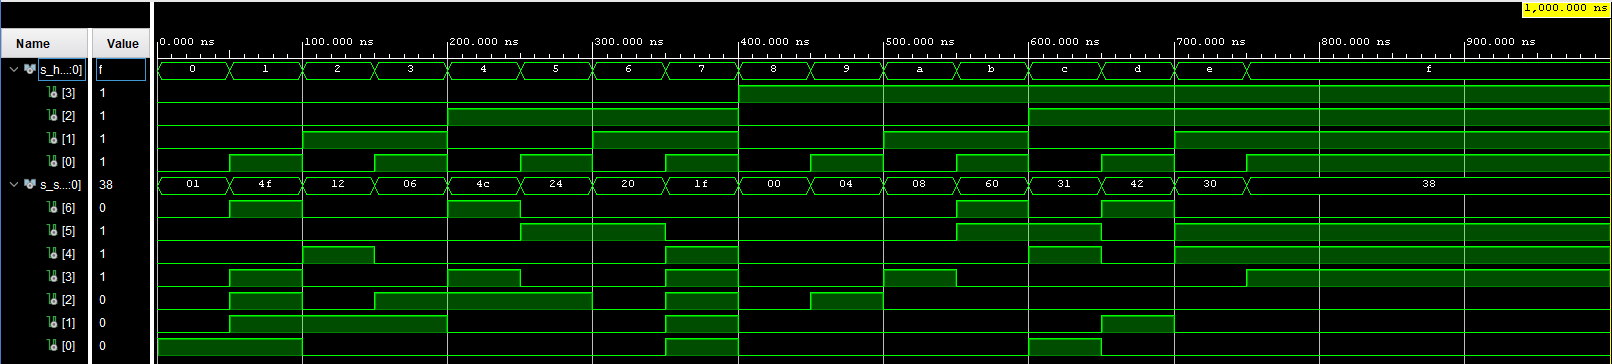 1,000.000 ns
Name Value
0.000 ns 100.000 ns 200.000 ns 300.000 ns 400.000 ns 500.000 ns 600.000 ns 700.000 ns 800.000 ns 900.000 ns
s_h...:0] f 0 1 2 3 4 5 6 7 8 9 a b c d e f
[3] 1
[2] 1
[1] 1
[0] 1
s_s...:0] 38 01 4f 12 06 4c 24 20 1f 00 04 08 60 31 42 30 38
[6] 0
[5] 1
[4] 1
[3] 1
[2] 0
[1] 0
[0] 0